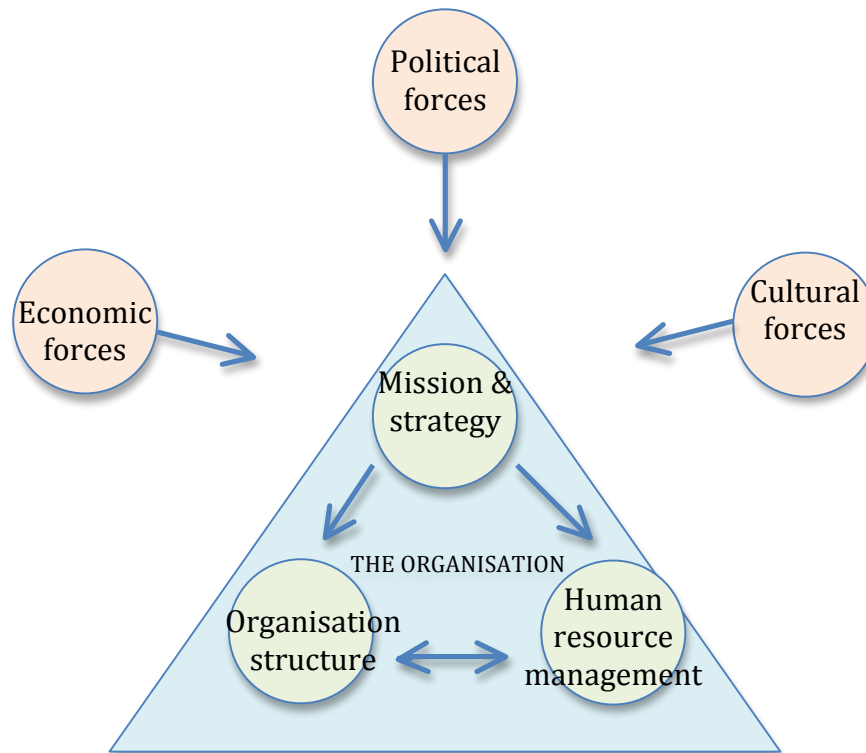 Political
forces
Economic
forces
Cultural
forces
Mission &
strategy
THE ORGANISATION
Organisation
structure
Human
resource
management